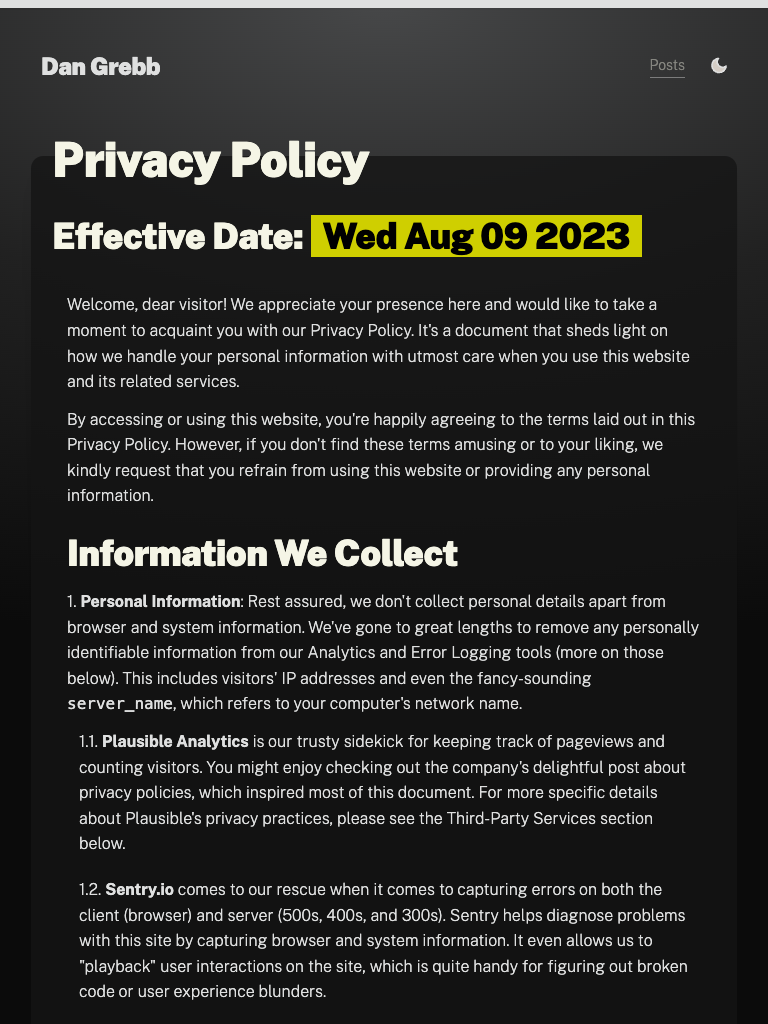 Dan Grebb
Posts
Privacy Policy
Effective Date: Wed Aug 09 2023
Welcome, dear visitor! We appreciate your presence here and would like to take a
moment to acquaint you with our Privacy Policy. It's a document that sheds light on
how we handle your personal information with utmost care when you use this website
and its related services.
By accessing or using this website, you're happily agreeing to the terms laid out in this
Privacy Policy. However, if you don't find these terms amusing or to your liking, we
kindly request that you refrain from using this website or providing any personal
information.
Information We Collect
1. Personal Information: Rest assured, we don't collect personal details apart from
browser and system information. We've gone to great lengths to remove any personally
identifiable information from our Analytics and Error Logging tools (more on those
below). This includes visitors' IP addresses and even the fancy-sounding
server_name, which refers to your computer's network name.
1.1. Plausible Analytics is our trusty sidekick for keeping track of pageviews and
counting visitors. You might enjoy checking out the company's delightful post about
privacy policies, which inspired most of this document. For more specific details
about Plausible's privacy practices, please see the Third-Party Services section
below.
1.2. Sentry.io comes to our rescue when it comes to capturing errors on both the
client (browser) and server (500s, 400s, and 300s). Sentry helps diagnose problems
with this site by capturing browser and system information. It even allows us to
"playback" user interactions on the site, which is quite handy for figuring out broken
code or user experience blunders.